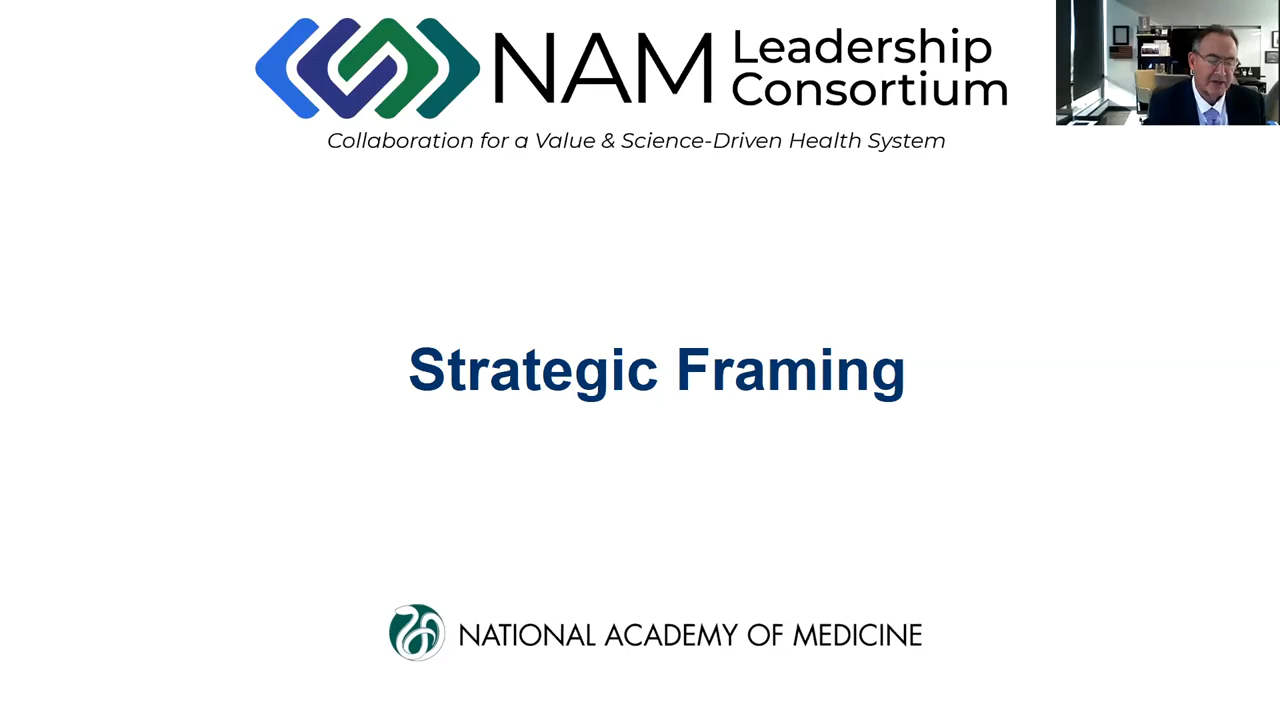 NAM Leadership
Consortium
Collaboration for a Value & Science-Driven Health System
Strategic Framing
NATIONAL ACADEMY OF MEDICINE